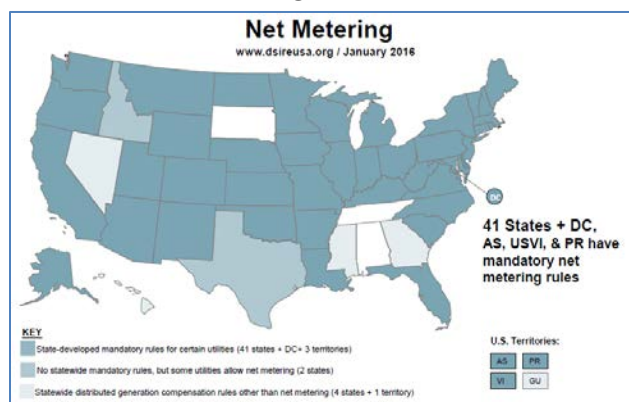 Net Metering
www.dsireusa.org / January 2016
DC
41 States + DC,
AS, USVI, & PR have
mandatory net
metering rules
KEY
State-developed mandatory rules for certain utilities (41 states + DC+ 3 territories)
No statewide mandatory rules, but some utilities allow net metering (2 states)
Statewide distributed generation compensation rules other than net metering (4 states + 1 territory)
U.S. Territories:
AS PR
VI GU